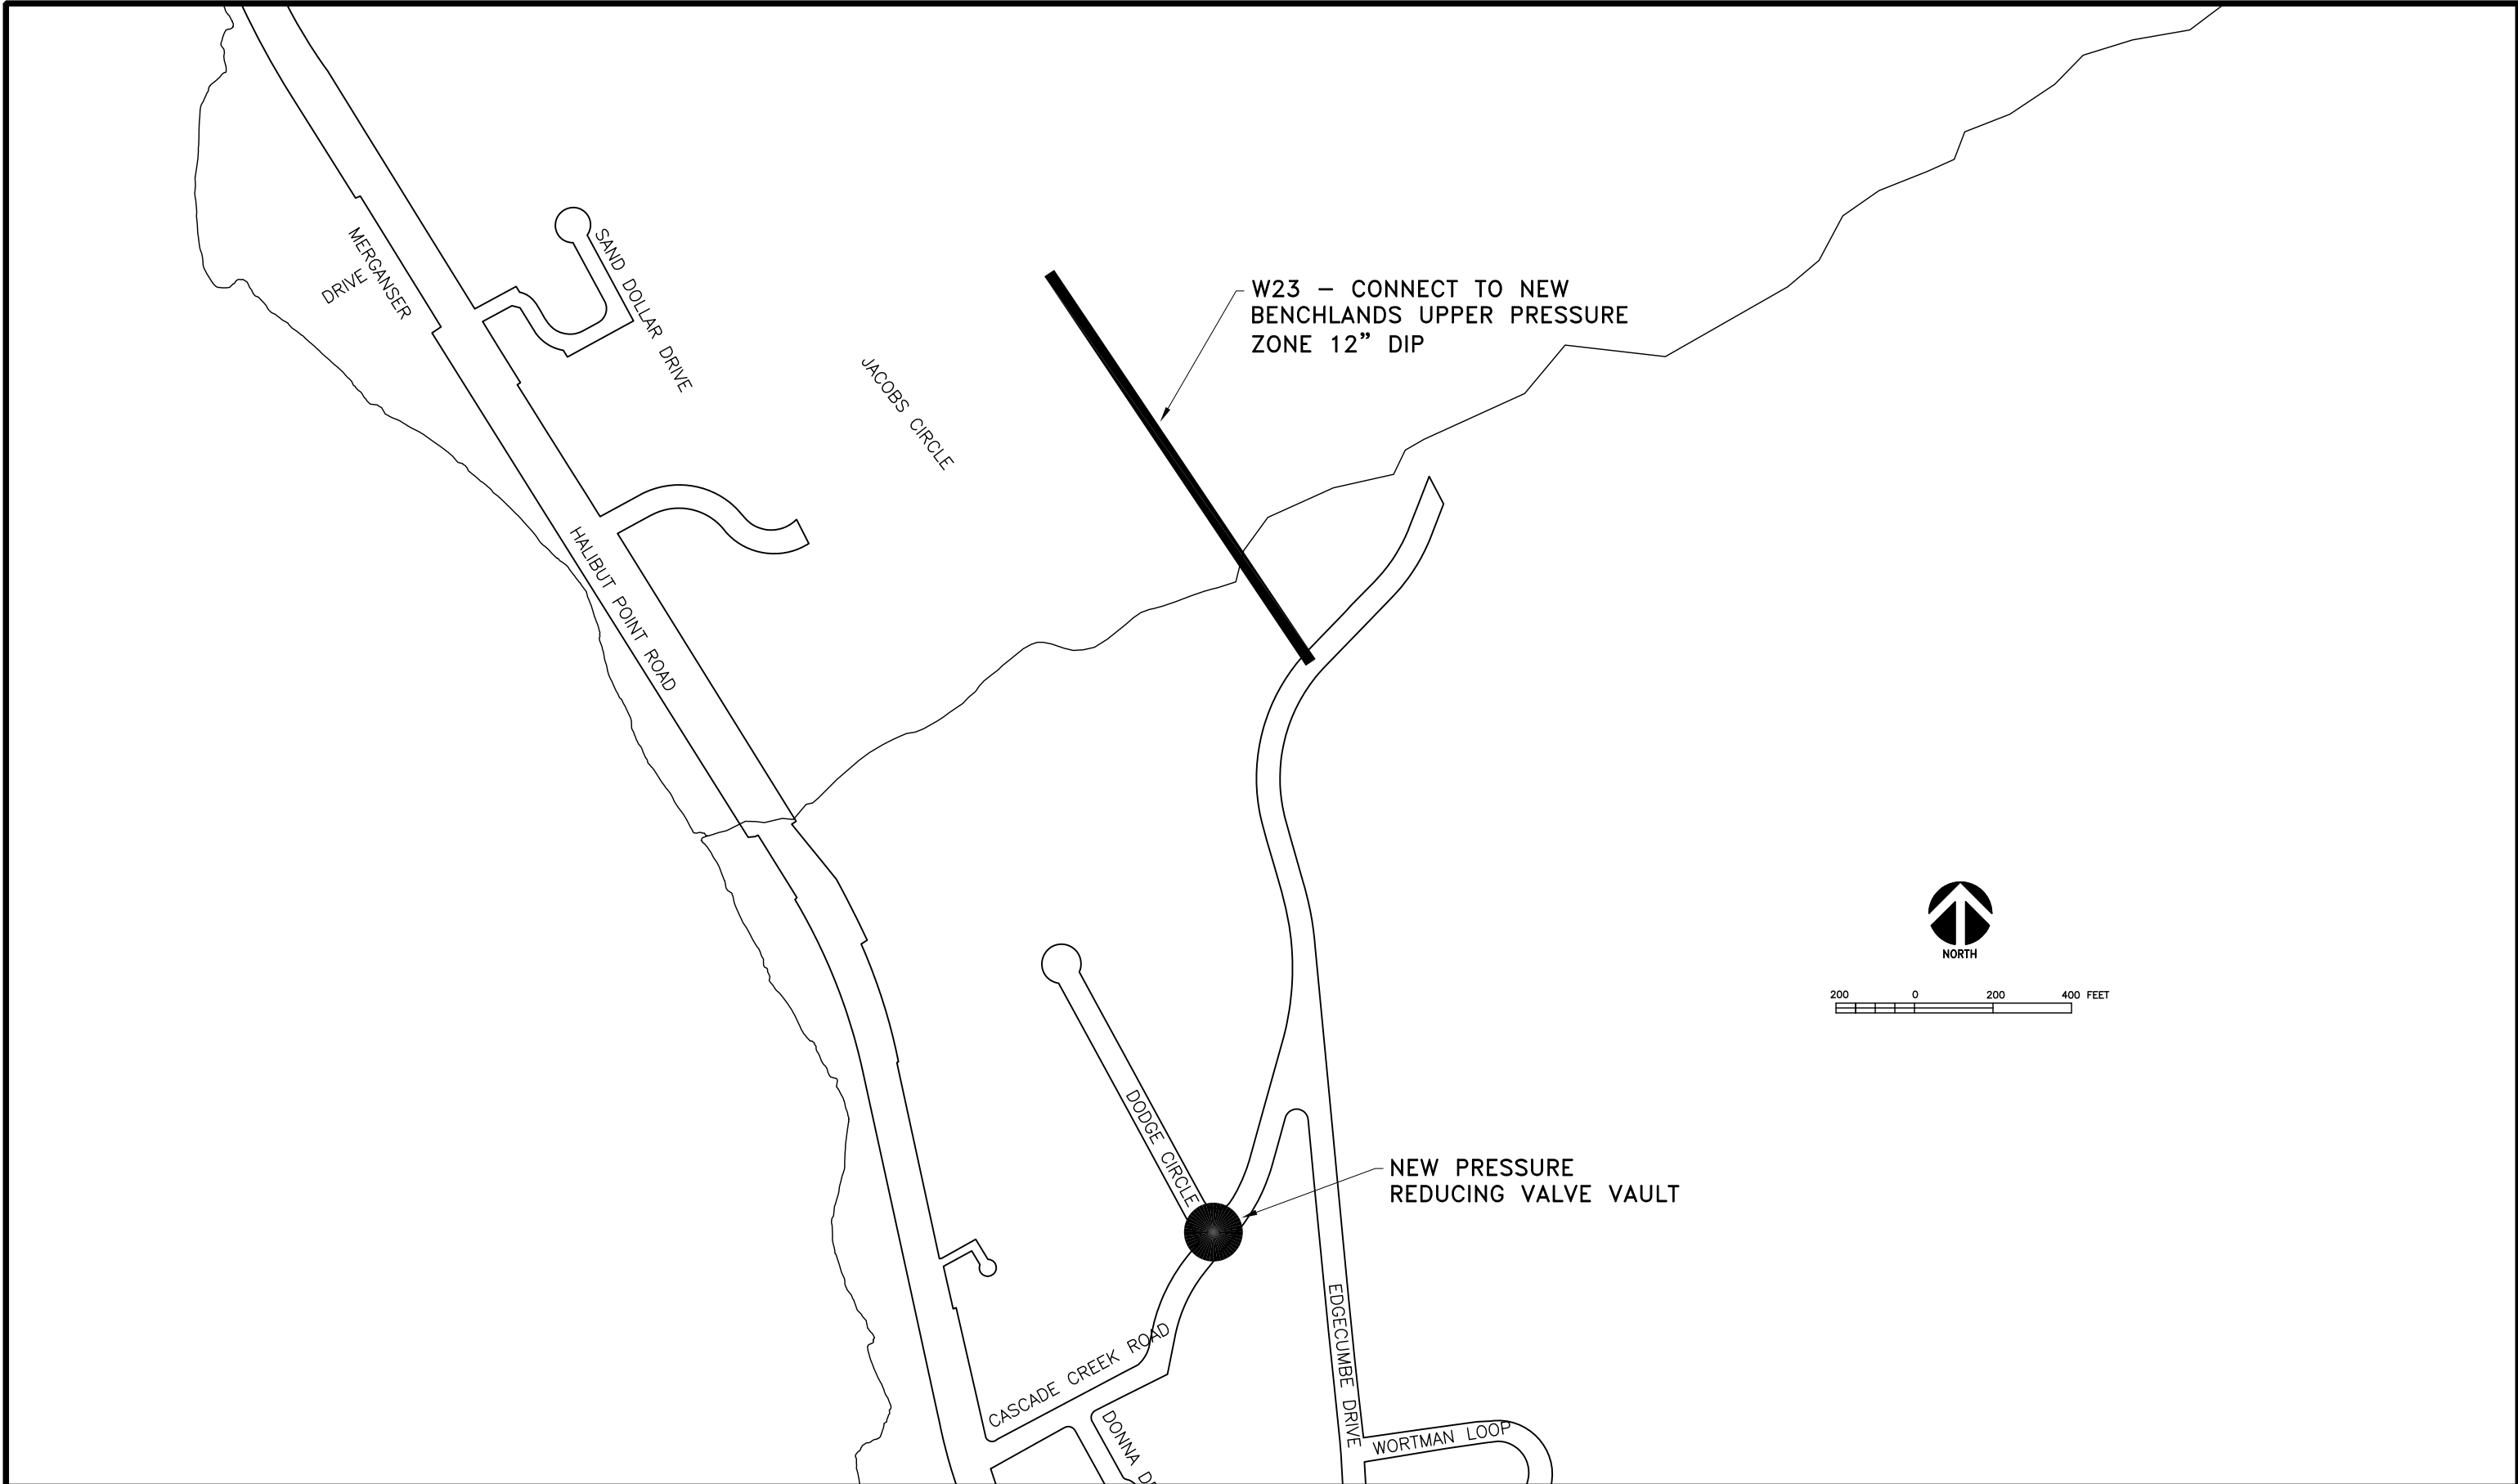 MERGANSER
DRIVE
SAND DOLLAR DRIVE
JACOBS CIRCLE
W23 – CONNECT TO NEW
BENCHLANDS UPPER PRESSURE
ZONE 12” DIP
HALIBUT POINT ROAD
NORTH
200 0 200 400 FEET
DODGE CIRCLE
NEW PRESSURE
REDUCING VALVE VAULT
EDGECUMBE DRIVE
CASCADE CREEK ROAD
DONNA
WORTMAN LOOP